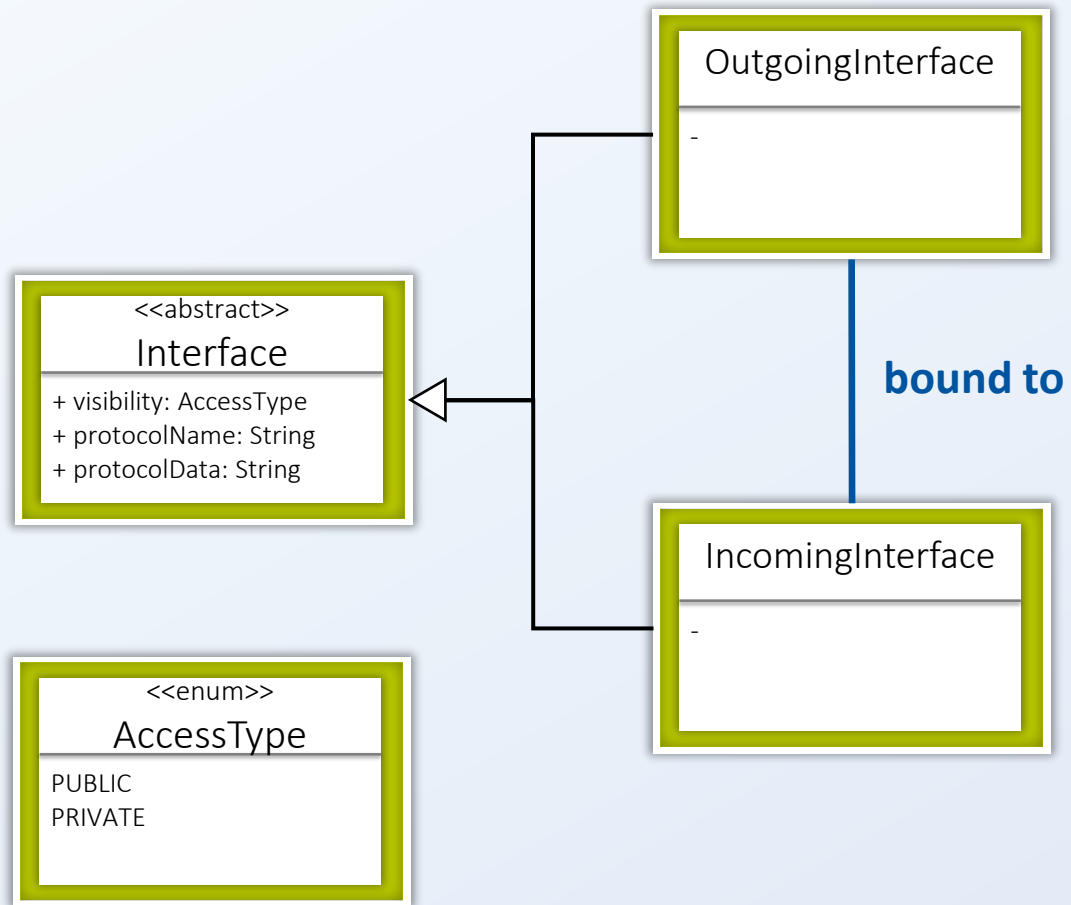 OutgoingInterface
-
<<abstract>>
Interface
+ visibility: AccessType
+ protocolName: String
+ protocolData: String
bound to
IncomingInterface
-
<<enum>>
AccessType
PUBLIC
PRIVATE